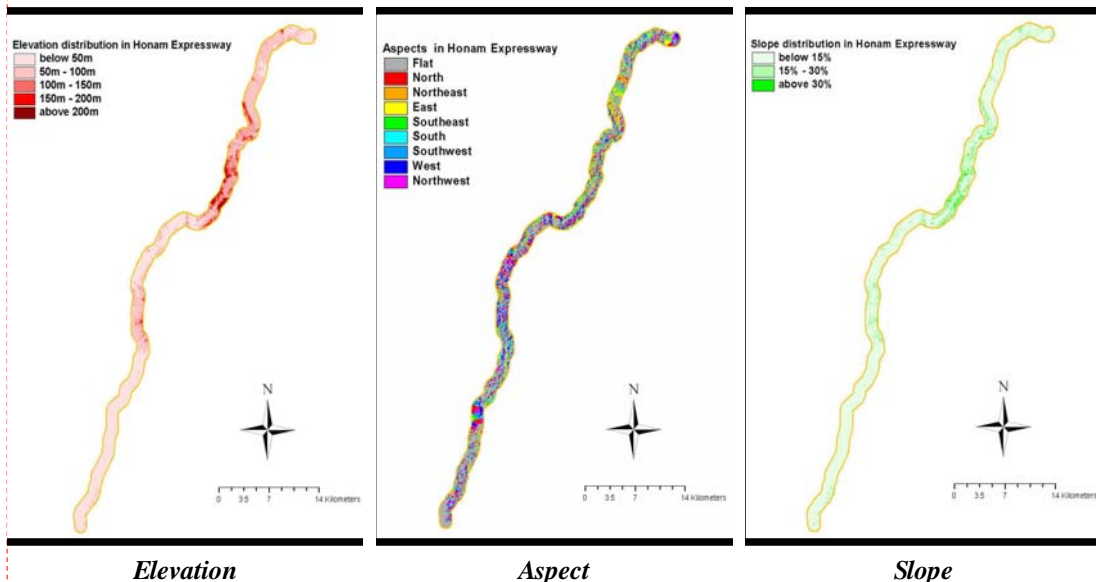 Elevation distribution in Honam Expressway
below 50m
50m - 100m
100m - 150m
150m - 200m
above 200m
N
0 3.5 7 14 Kilometers
Elevation
Aspects in Honam Expressway
Flat
North
Northeast
East
Southeast
South
Southwest
West
Northwest
N
0 3.5 7 14 Kilometers
Aspect
Slope distribution in Honam Expressway
below 15%
15% - 30%
above 30%
N
0 3.5 7 14 Kilometers
Slope